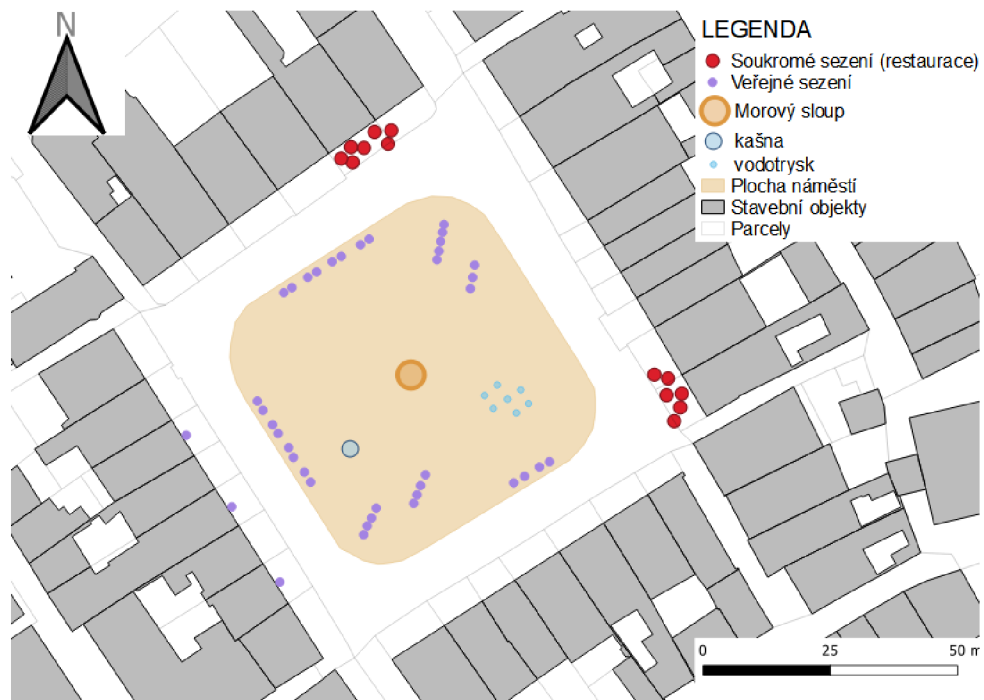 N
LEGENDA
Soukromé sezení (restaurace)
Veřejné sezení
Morový sloup
kašna
vodotrysk
Plocha náměstí
Stavební objekty
Parcely
0 25 50 m